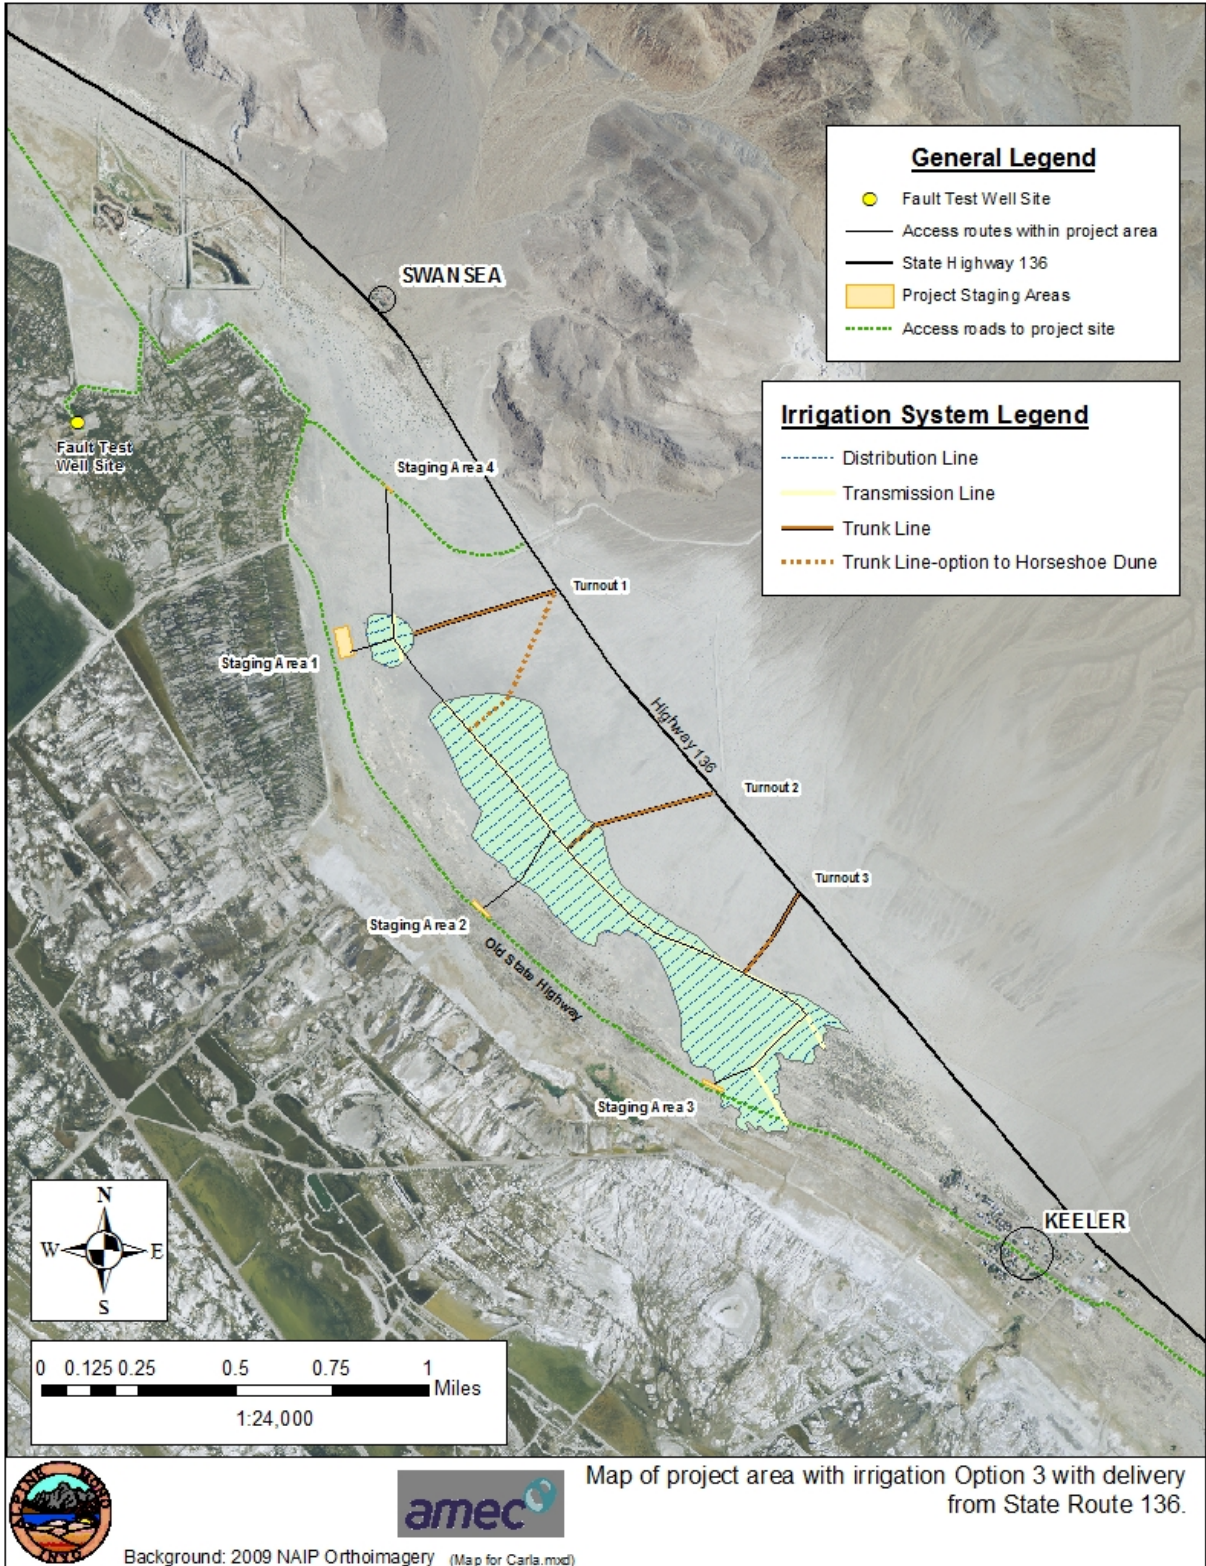 General Legend
Fault Test Well Site
Access routes within project area
State Highway 136
Project Staging Areas
Access roads to project site
SWANSEA
Irrigation System Legend
Distribution Line
Transmission Line
Trunk Line
Trunk Line-option to Horseshoe Dune
Fault Test
Well Site
Staging Area 4
Turnout 1
Staging Area 1
Highway 136
Turnout 2
Turnout 3
Staging Area 2
Old State Highway
Staging Area 3
KEELER
N
W E
S
0 0.125 0.25 0.5 0.75 1
Miles
1:24,000
ALPINE MONO
INYO
amec
Map of project area with irrigation Option 3 with delivery
from State Route 136.
Background: 2009 NAIP Orthoimagery (Map for Carla.mxd)